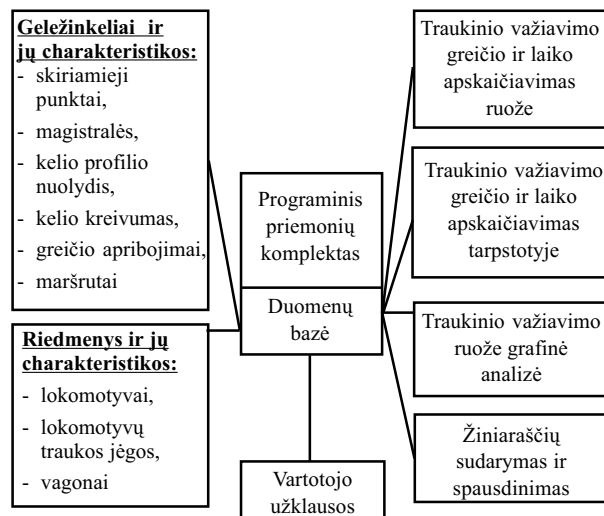 Geležinkeliai ir
jų charakteristikos:
- skiriamieji
punktai,
- magistralės,
- kelio profilio
nuolydis,
- kelio kreivumas,
- greičio apribojimai,
- maršrutai
Riedmenys ir jų
charakteristikos:
- lokomotyvai,
- lokomotyvų
traukos jėgos,
- vagonai
Programinis
priemonių
komplektas
Duomenų
bazė
Vartotojo
užklausos
Traukinio važiavimo
greičio ir laiko
apskaičiavimas
ruože
Traukinio važiavimo
greičio ir laiko
apskaičiavimas
tarpstotyje
Traukinio važiavimo
ruože grafinė
analizė
Žiniaraščių
sudarymas ir
spausdinimas